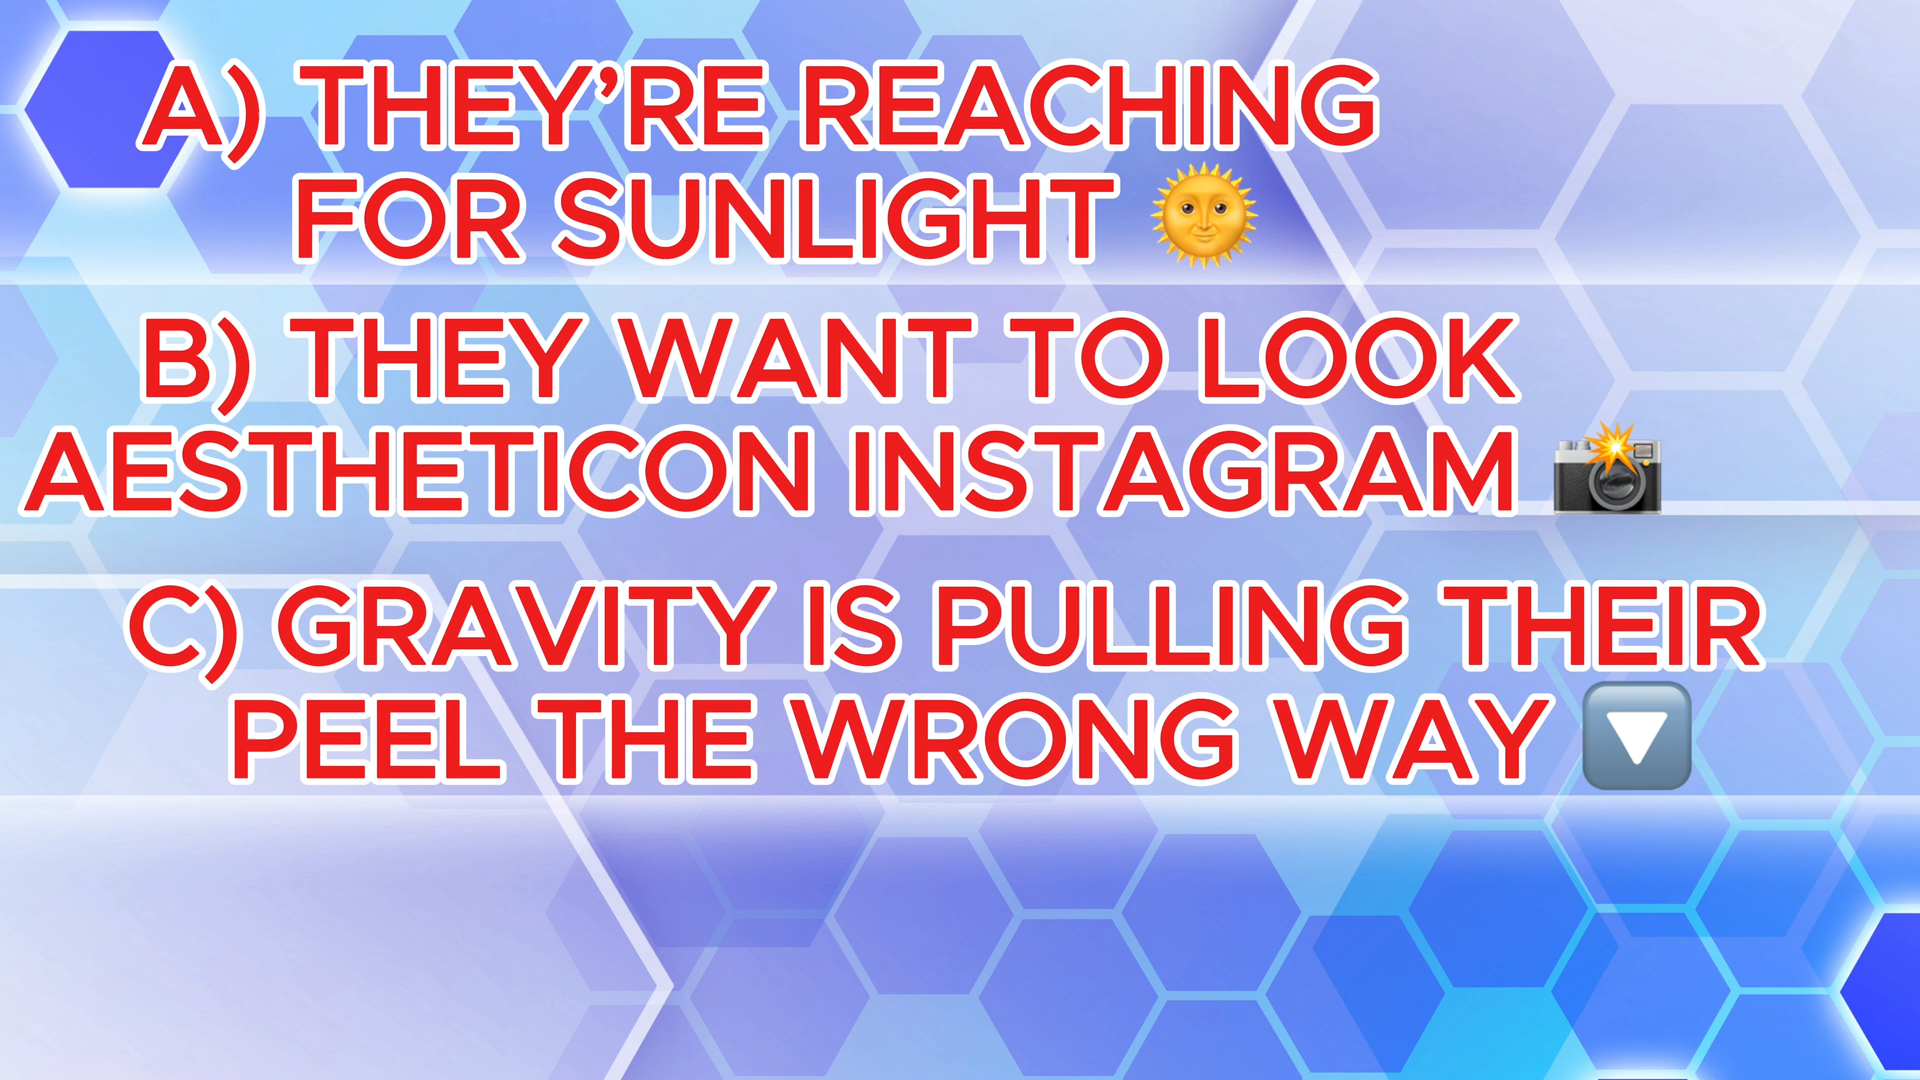 A) THEY’RE REACHING
FOR SUNLIGHT 🌞
B) THEY WANT TO LOOK
AESTHETICON INSTAGRAM 📸
C) GRAVITY IS PULLING THEIR
PEEL THE WRONG WAY 🔽